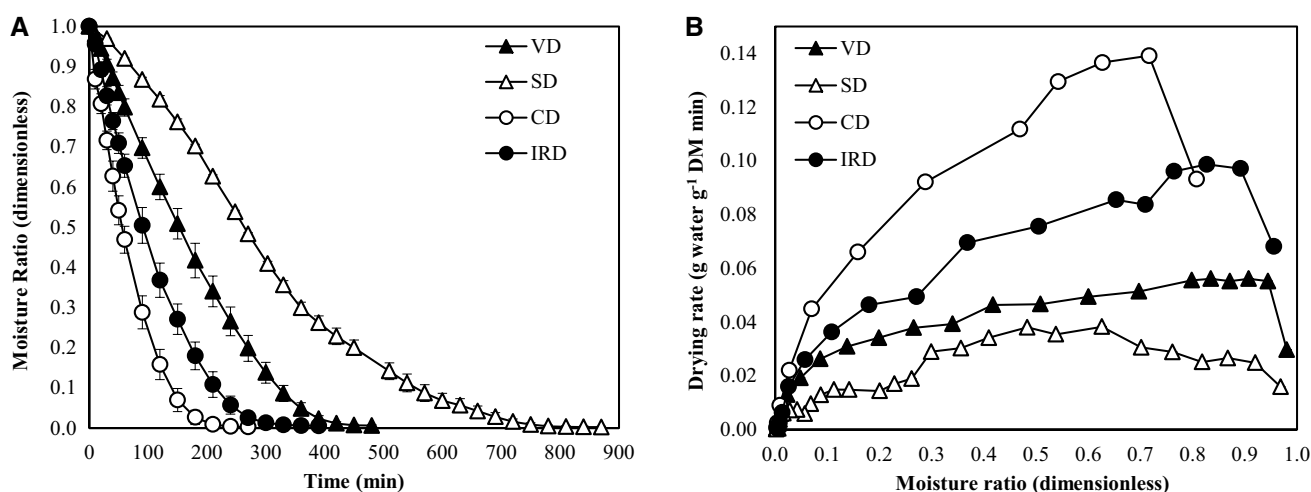 A
Moisture Ratio (dimensionless)
1.0
0.9
0.8
0.7
0.6
0.5
0.4
0.3
0.2
0.1
0.0
0 100 200 300 400 500 600 700 800 900
Time (min)
VD
SD
CD
IRD
B
Drying rate (g water g⁻¹ DM min)
0.14
0.12
0.10
0.08
0.06
0.04
0.02
0.00
0.0 0.1 0.2 0.3 0.4 0.5 0.6 0.7 0.8 0.9 1.0
Moisture ratio (dimensionless)
VD
SD
CD
IRD